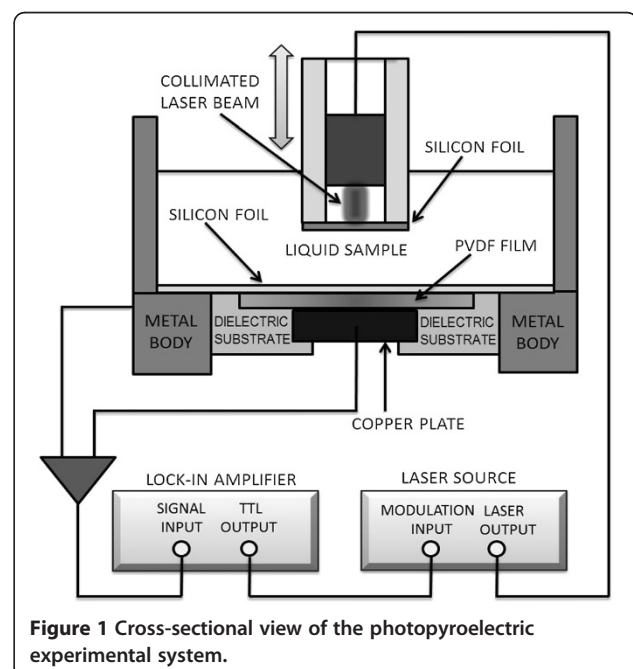 COLLIMATED
LASER BEAM
SILICON FOIL
SILICON FOIL
LIQUID SAMPLE
PVDF FILM
METAL
BODY
DIELECTRIC
SUBSTRATE
DIELECTRIC
SUBSTRATE
METAL
BODY
COPPER PLATE
LOCK-IN AMPLIFIER
SIGNAL
INPUT
TTL
OUTPUT
LASER SOURCE
MODULATION
INPUT
LASER
OUTPUT
Figure 1 Cross-sectional view of the photopyroelectric
experimental system.